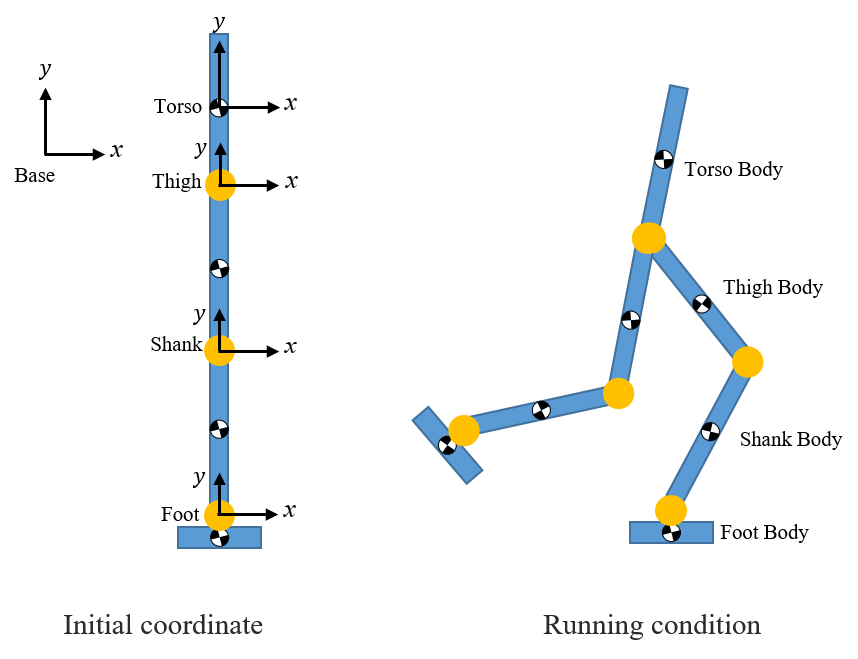 y
y
Torso
x
Base
x
y
Thigh
x
y
Shank
x
y
Foot
x
Torso Body
Thigh Body
Shank Body
Foot Body
Initial coordinate
Running condition